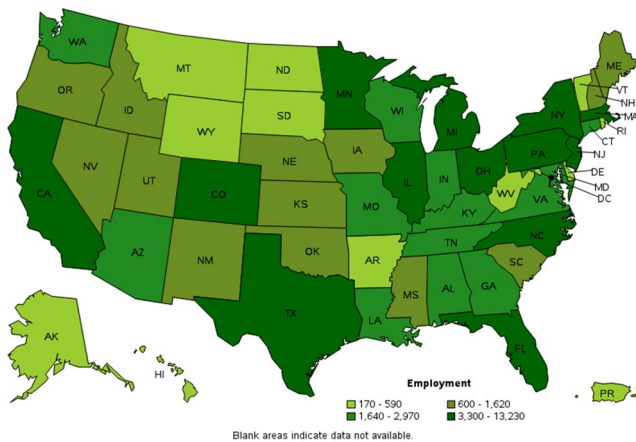 WA
MT
ND
ME
OR
MN
VT
ID
SD
WI
NH
WY
MI
NY
MA
RI
CT
IA
PA
NJ
NE
NV
IL
IN
OH
DE
UT
MD
CO
WV
VA
DC
CA
KS
MO
KY
NC
TN
AZ
OK
NM
AR
SC
MS
AL
GA
TX
LA
AK
FL
HI
Employment
PR
170 - 590
600 - 1,620
1,640 - 2,970
3,300 - 13,230
Blank areas indicate data not available.